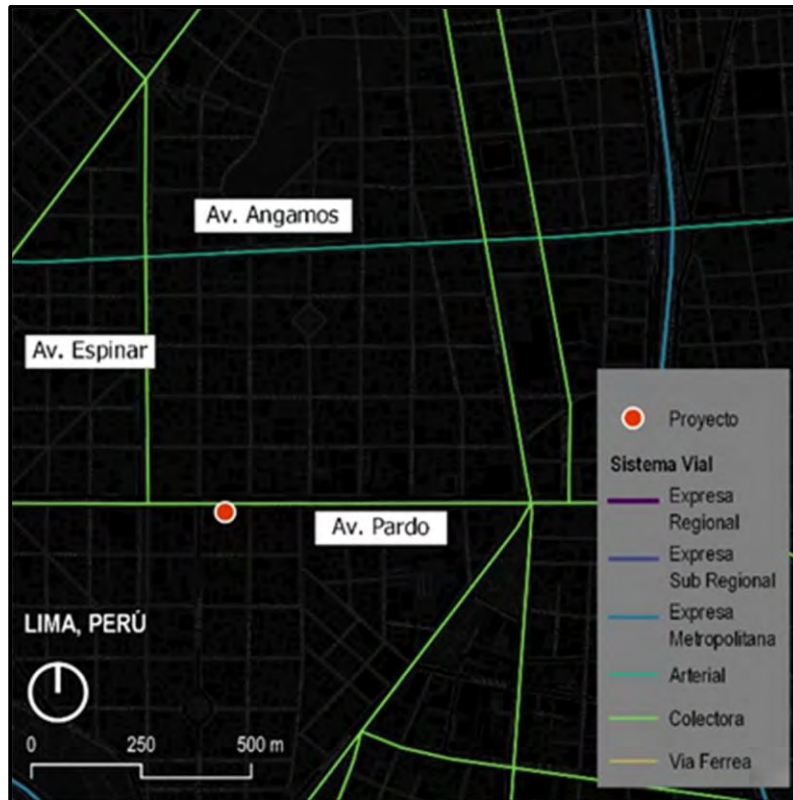 Av. Angamos
Av. Espinar
Av. Pardo
LIMA, PERÚ
0 250 500 m
Proyecto
Sistema Vial
Expresa
Regional
Expresa
Sub Regional
Expresa
Metropolitana
Arterial
Colectora
Via Ferrea